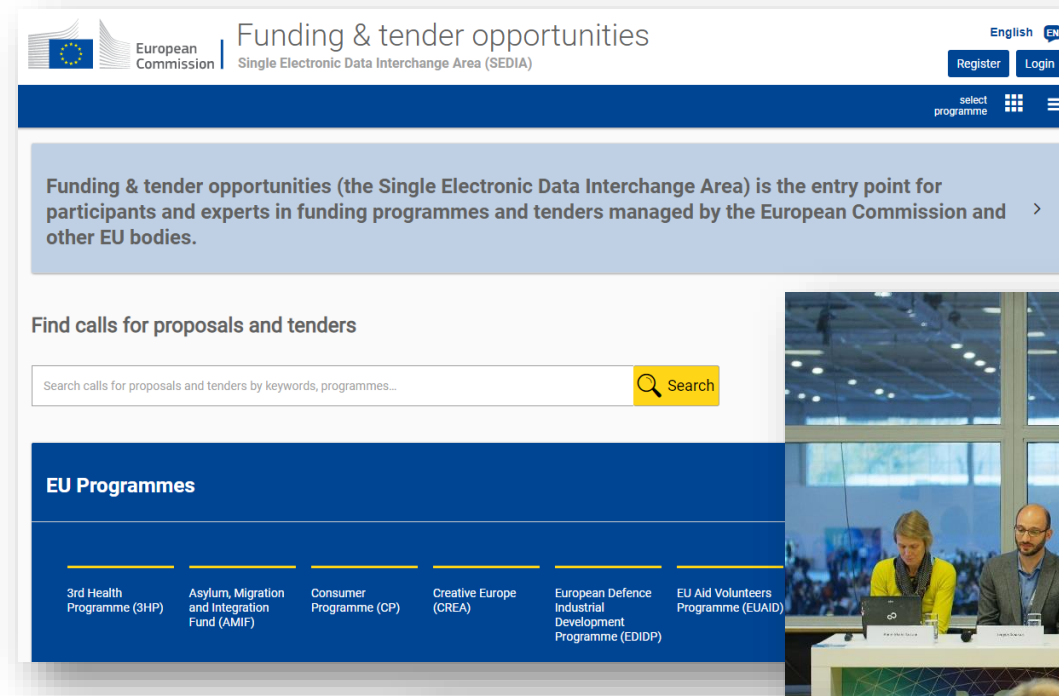 European
Commission
Funding & tender opportunities
Single Electronic Data Interchange Area (SEDIA)
English EN
Register Login
select
programme
Funding & tender opportunities (the Single Electronic Data Interchange Area) is the entry point for
participants and experts in funding programmes and tenders managed by the European Commission and
other EU bodies.
Find calls for proposals and tenders
Search calls for proposals and tenders by keywords, programmes...
Search
EU Programmes
3rd Health
Programme (3HP)
Asylum, Migration
and Integration
Fund (AMIF)
Consumer
Programme (CP)
Creative Europe
(CREA)
European Defence
Industrial
Development
Programme (EDIDP)
EU Aid Volunteers
Programme (EUAID)